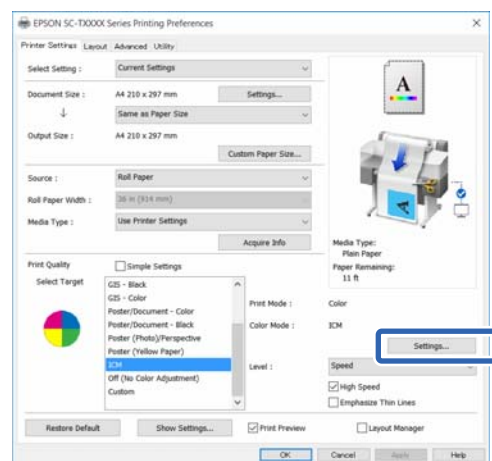 EPSON SC-TXXXX Series Printing Preferences
Printer Settings Layout Advanced Utility
Select Setting : Current Settings
Document Size : A4 210 x 297 mm Settings...
Same as Paper Size
Output Size : A4 210 x 297 mm
Custom Paper Size...
Source : Roll Paper
Roll Paper Width : 36 in (914 mm)
Media Type : Use Printer Settings
Acquire Info
A
Media Type:
Plain Paper
Paper Remaining:
11 ft
Print Quality Simple Settings
Select Target
GIS - Black
GIS - Color
Poster/Document - Color
Poster/Document - Black
Poster (Photo)/Perspective
Poster (Yellow Paper)
ICM
Off (No Color Adjustment)
Custom
Print Mode : Color
Color Mode : ICM
Settings...
Level : Speed
High Speed
Emphasize Thin Lines
Restore Default Show Settings... Print Preview Layout Manager
OK Cancel Apply Help